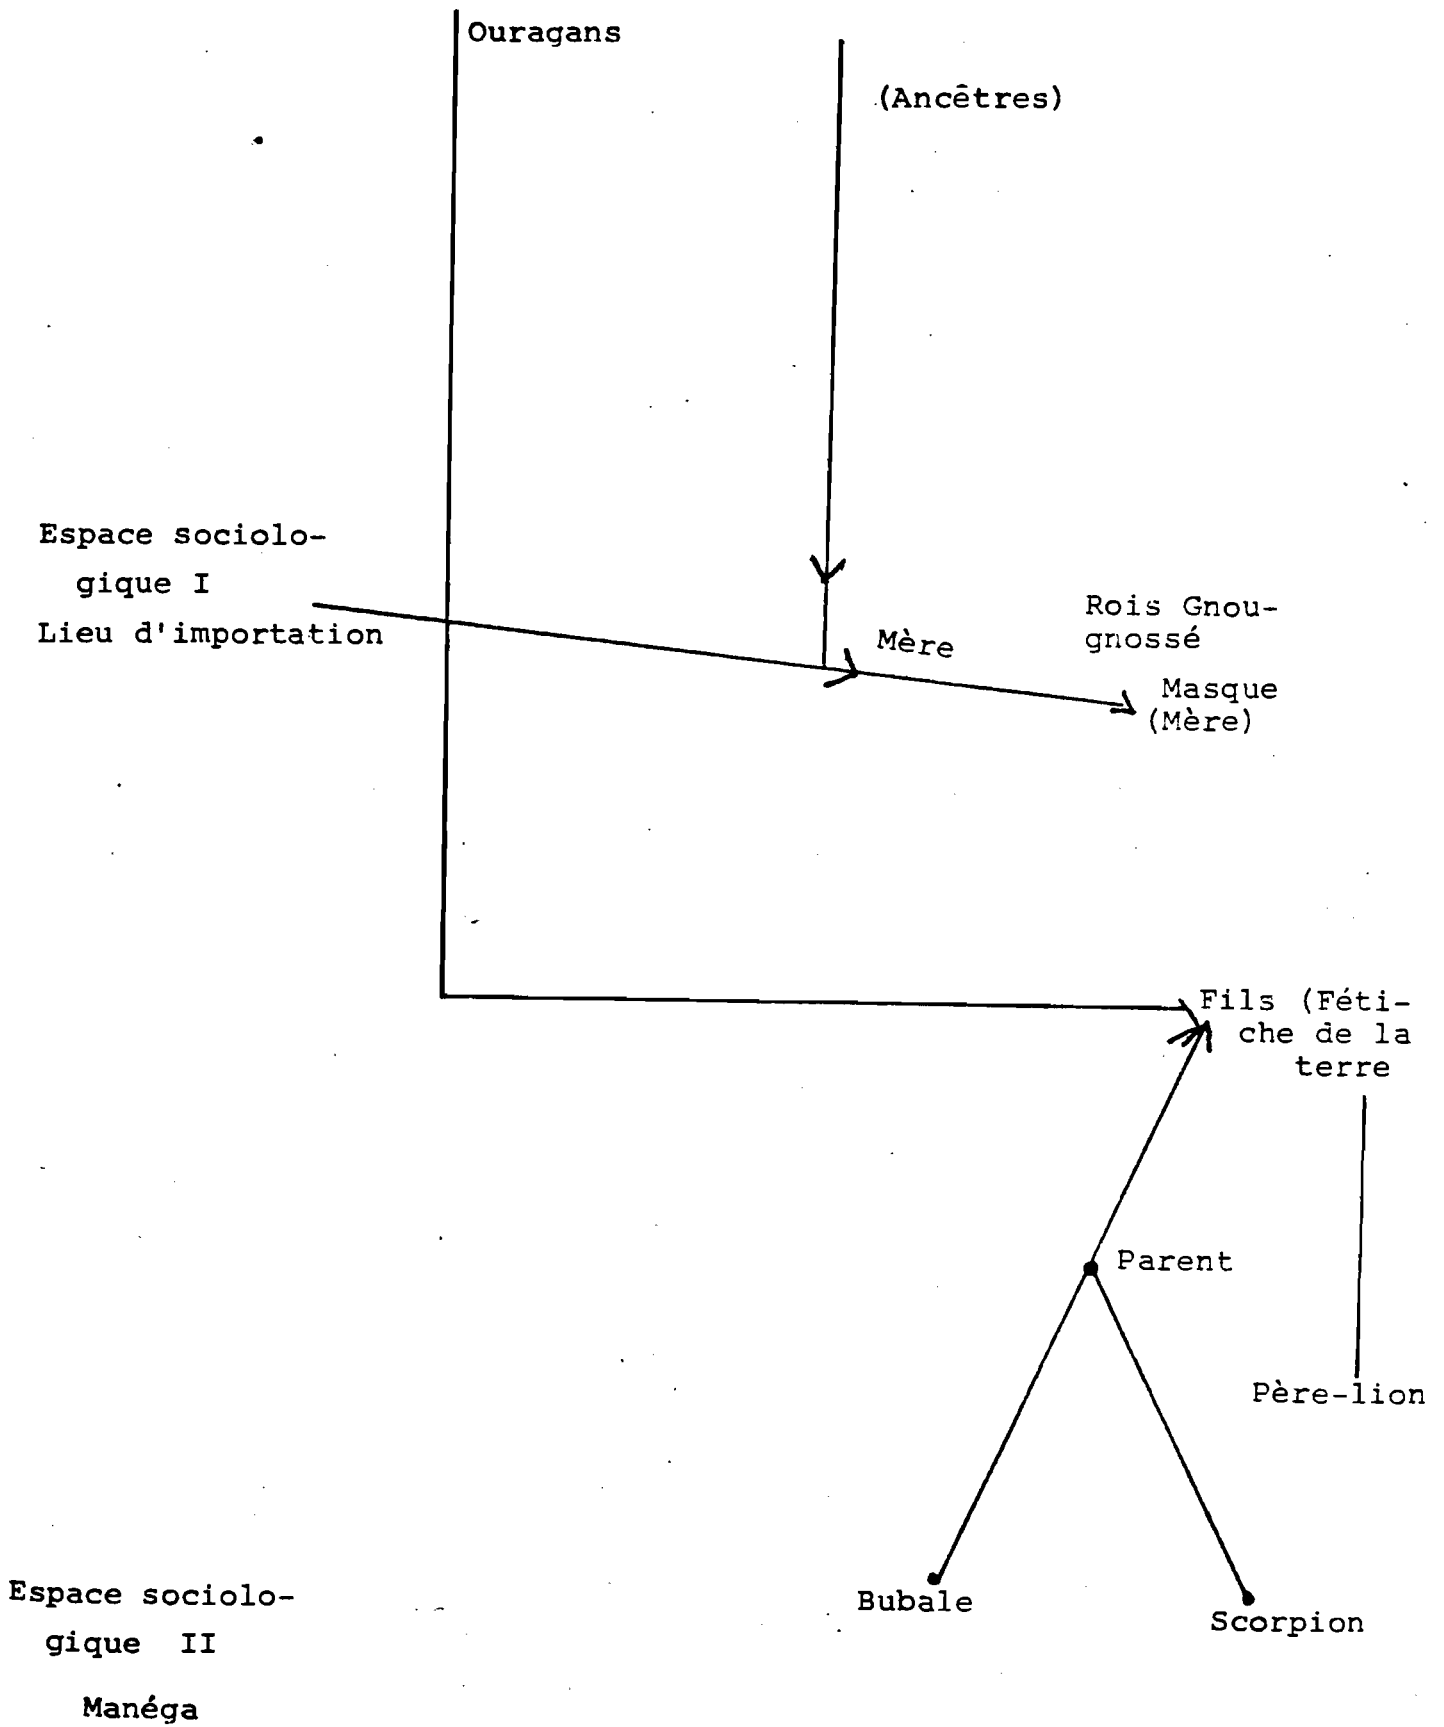 Ouragans
(Ancêtres)
Espace sociolo-
gique I
Lieu d'importation
Mère
Rois Gnou-
gnossé
Masque
(Mère)
Fils (Féti-
che de la
terre
Parent
Père-lion
Bubale
Scorpion
Espace sociolo-
gique II
Manéga